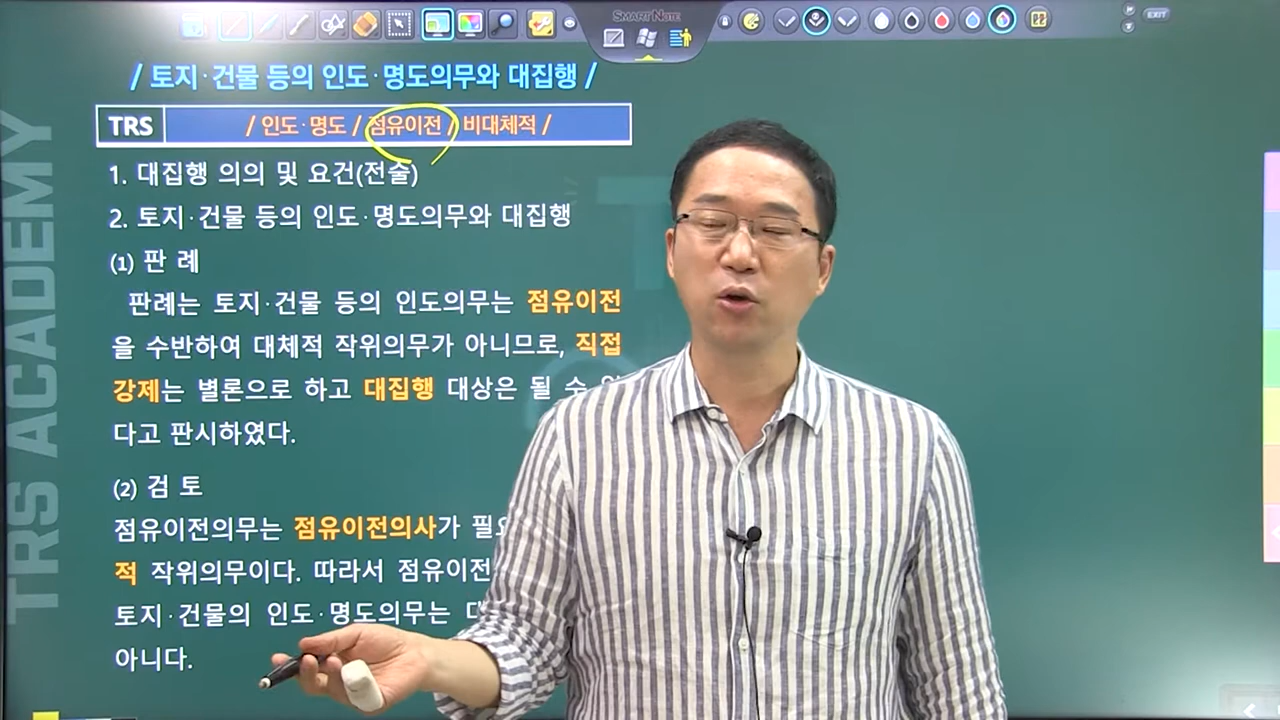 SMARTNOTE
EXIT
/ 토지·건물 등의 인도·명도의무와 대집행 /
TRS / 인도·명도 / 점유이전 / 비대체적 /
1. 대집행 의의 및 요건(전술)
2. 토지·건물 등의 인도·명도의무와 대집행
(1) 판 례
판례는 토지·건물 등의 인도의무는 점유이전
을 수반하여 대체적 작위의무가 아니므로, 직접
강제는 별론으로 하고 대집행 대상은 될 수
다고 판시하였다.
(2) 검 토
점유이전의무는 점유이전의사가
적 작위의무이다. 따라서 점유이전
토지·건물의 인도·명도의무는
아니다.
TRS ACADEMY